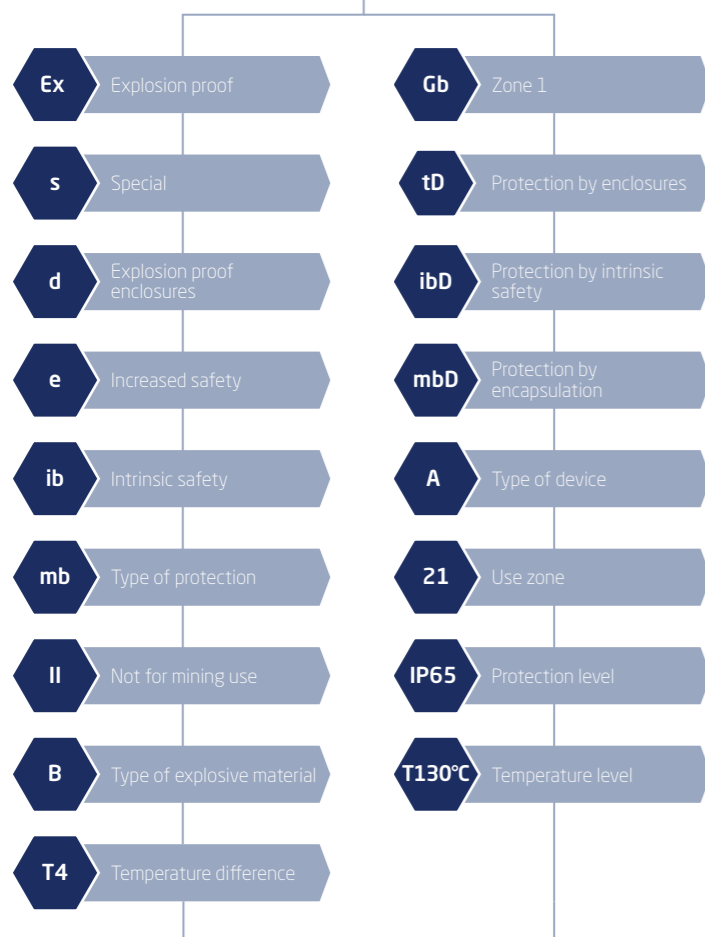 Ex
Explosion proof
s
Special
d
Explosion proof
enclosures
e
Increased safety
ib
Intrinsic safety
mb
Type of protection
II
Not for mining use
B
Type of explosive material
T4
Temperature difference
Gb
Zone 1
tD
Protection by enclosures
ibD
Protection by intrinsic
safety
mbD
Protection by
encapsulation
A
Type of device
21
Use zone
IP65
Protection level
T130°C
Temperature level